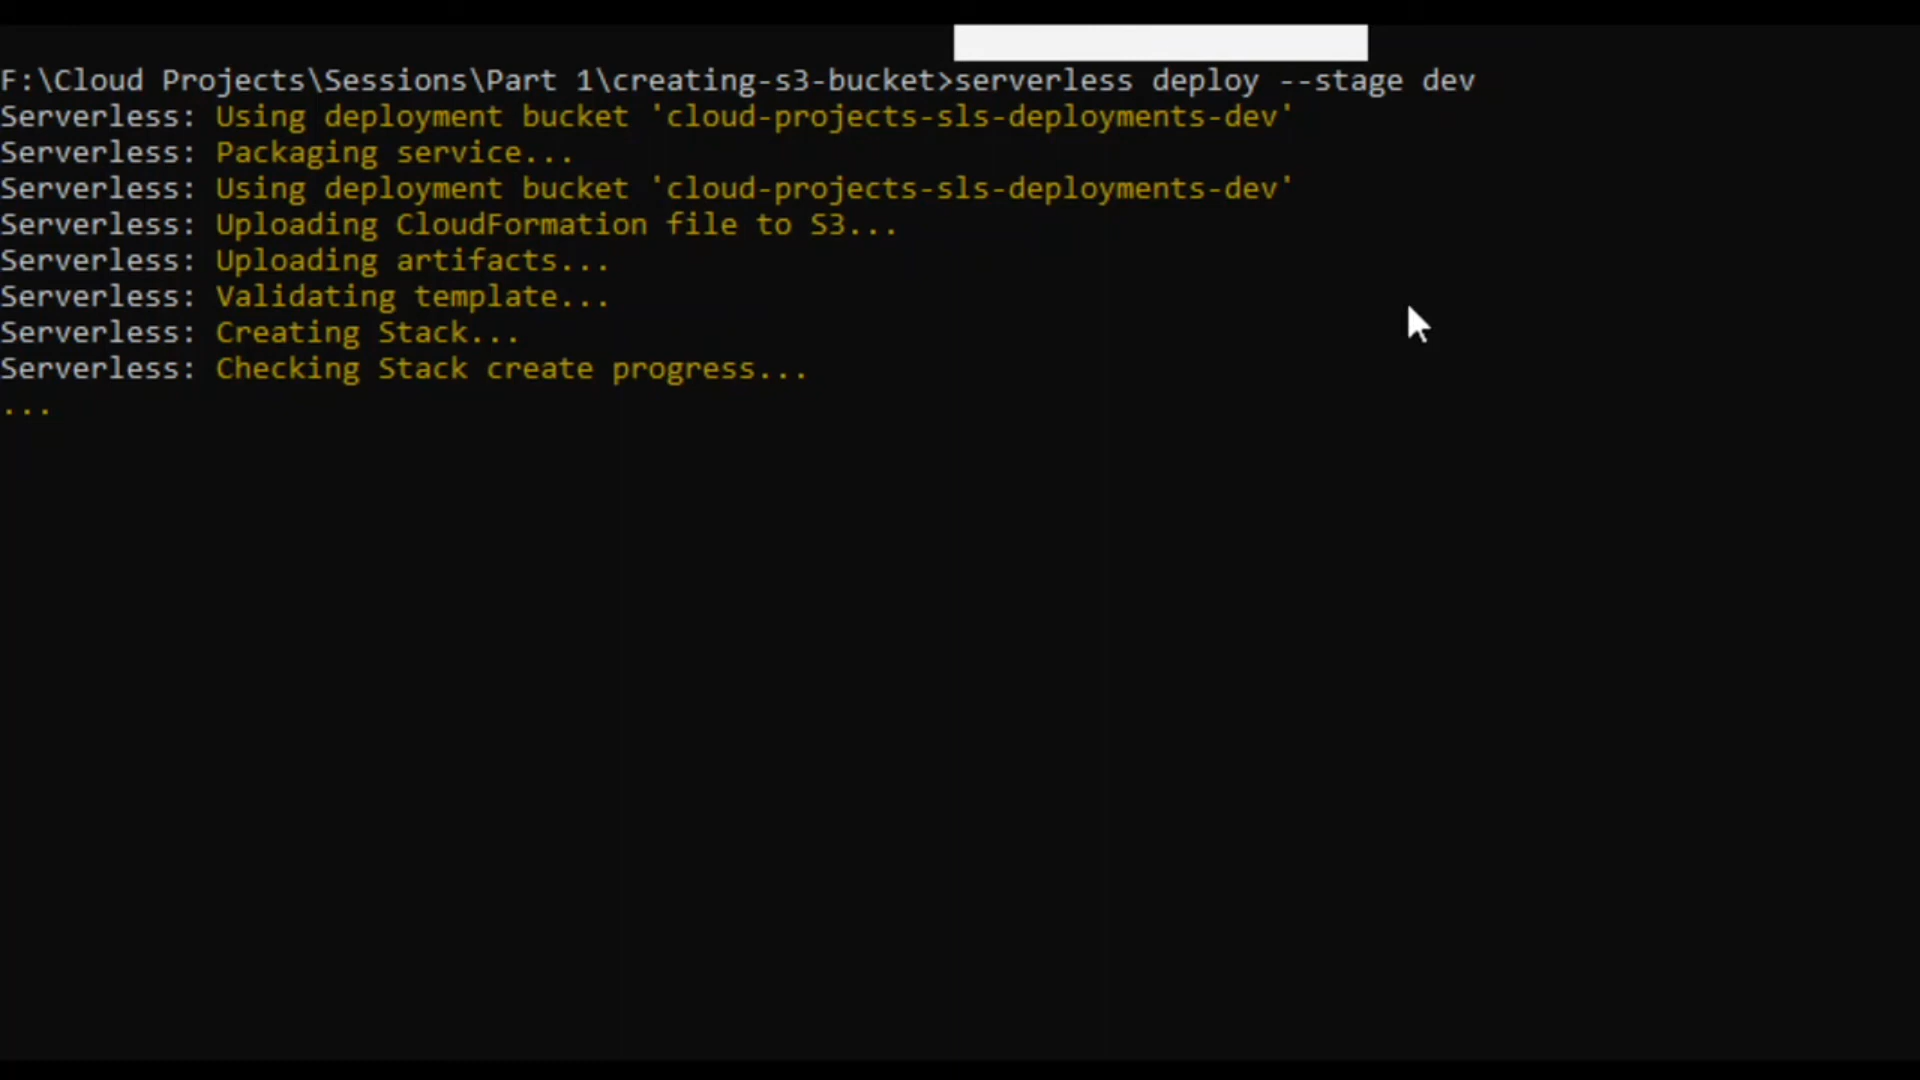 F:\Cloud Projects\Sessions\Part 1\creating-s3-bucket>serverless deploy --stage dev
Serverless: Using deployment bucket 'cloud-projects-sls-deployments-dev'
Serverless: Packaging service...
Serverless: Using deployment bucket 'cloud-projects-sls-deployments-dev'
Serverless: Uploading CloudFormation file to S3...
Serverless: Uploading artifacts...
Serverless: Validating template...
Serverless: Creating Stack...
Serverless: Checking Stack create progress...
...